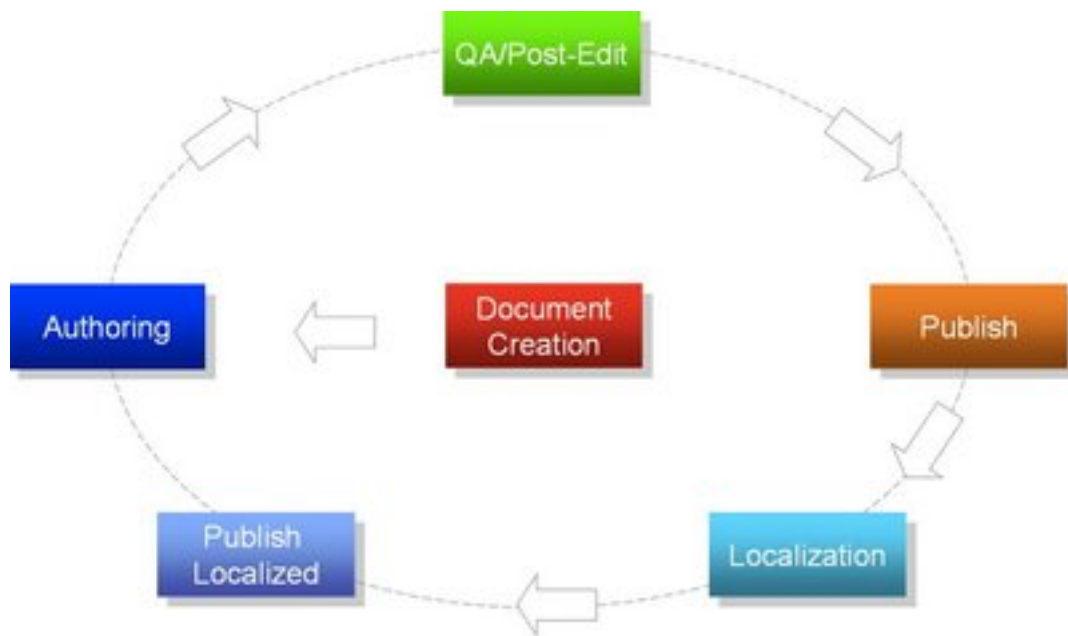 QA/Post-Edit
Authoring
Document
Creation
Publish
Publish
Localized
Localization